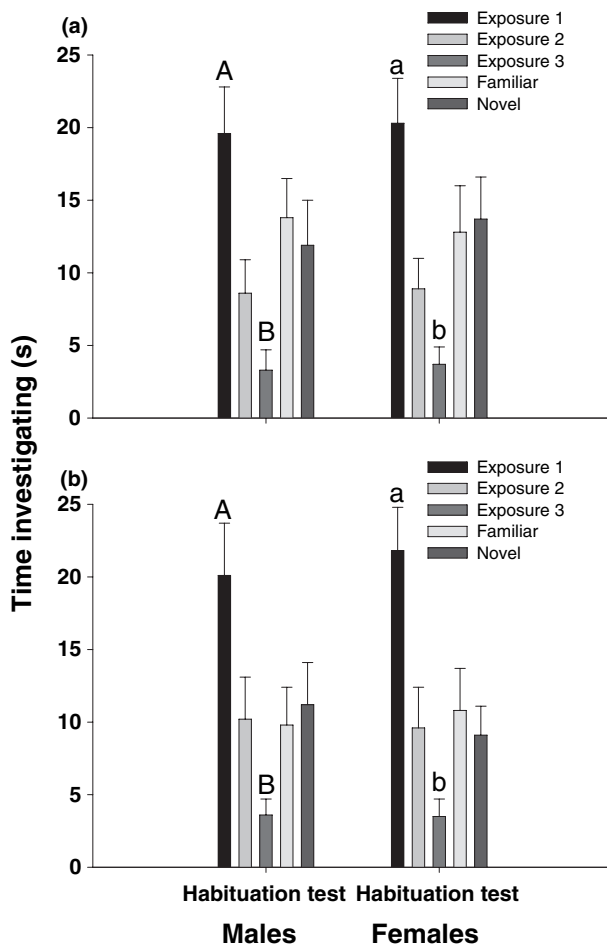 (a)
Exposure 1
Exposure 2
Exposure 3
Familiar
Novel
25
20
15
10
5
0
A
B
a
b
Time investigating (s)
(b)
Exposure 1
Exposure 2
Exposure 3
Familiar
Novel
25
20
15
10
5
0
A
B
a
b
Habituation test Habituation test
Males Females